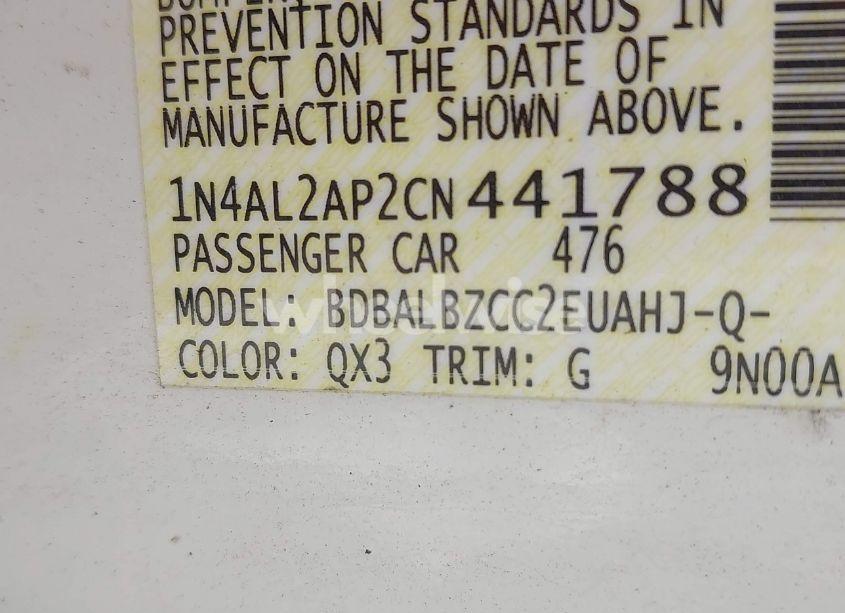 PREVENTION STANDARDS IN
EFFECT ON THE DATE OF
MANUFACTURE SHOWN ABOVE.
1N4AL2AP2CN441788
PASSENGER CAR 476
MODEL: BDBALBZCC2EUAHJ-Q-
COLOR: QX3 TRIM: G 9N00A
wheelwise